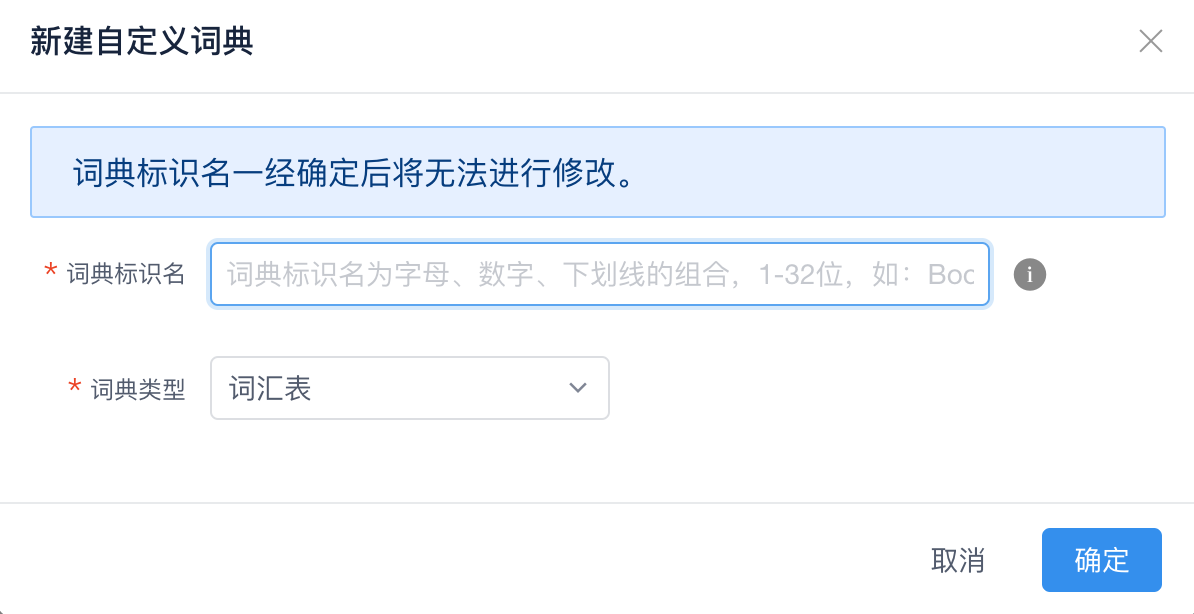 新建自定义词典
词典标识名一经确定后将无法进行修改。
* 词典标识名 词典标识名为字母、数字、下划线的组合，1-32位，如：Boc
* 词典类型 词汇表
取消 确定